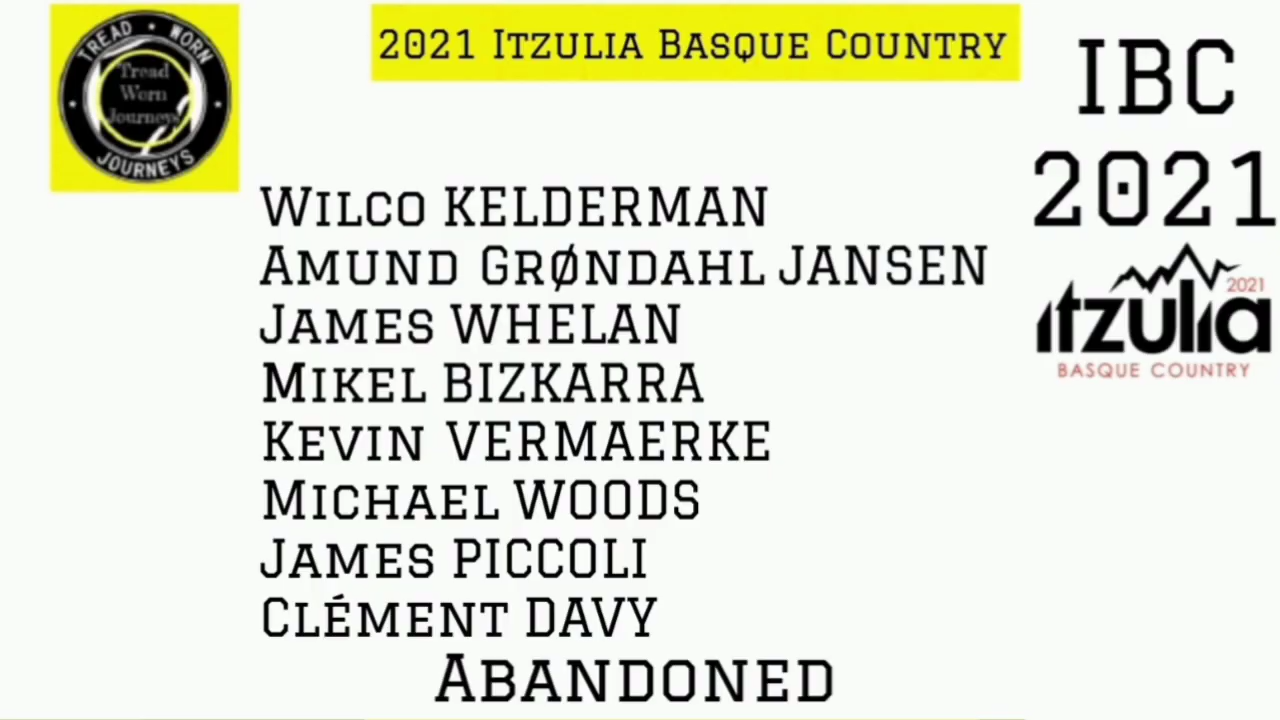 TREAD * WORN
Tread
Worn
Journeys
JOURNEYS
2021 Itzulia Basque Country
IBC
2021
2021
itzulia
BASQUE COUNTRY
Wilco KELDERMAN
Amund Grøndahl JANSEN
James WHELAN
Mikel BIZKARRA
Kevin VERMAERKE
Michael WOODS
James PICCOLI
Clément DAVY
Abandoned